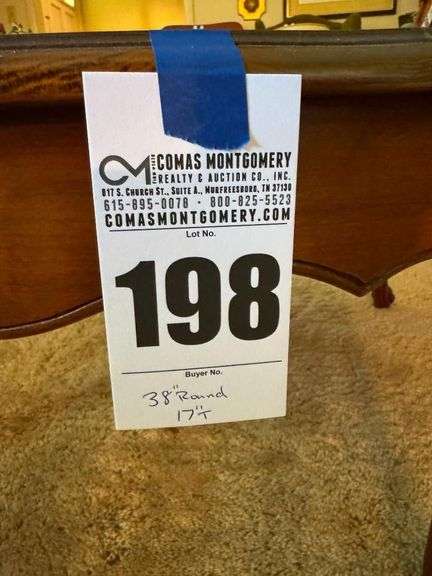 COMAS MONTGOMERY
REALTY & AUCTION CO., INC.
817 S. CHURCH ST., SUITE A., MURFREESBORO, TN 37130
615-895-0078 • 800-825-5523
COMASMONTGOMERY.COM
Lot No.
198
Buyer No.
38" Round
17"T